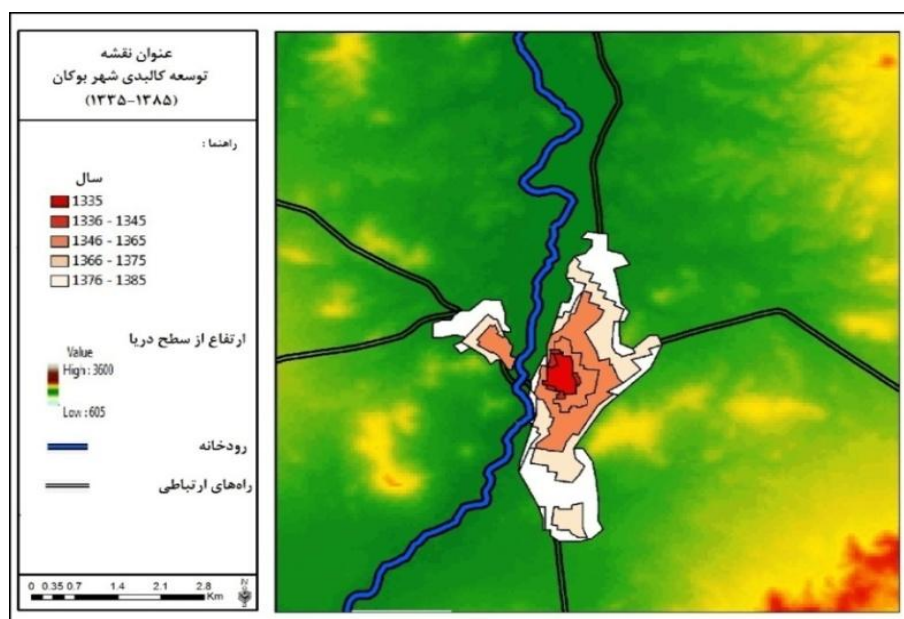 عنوان نقشه
توسعه کالبدی شهر بوکان
(۱۳۳۵-۱۳۸۵)
راهنما :
سال
1335
1336 - 1345
1346 - 1365
1366 - 1375
1376 - 1385
ارتفاع از سطح دریا
Value
High : 3600
Low : 605
رودخانه
راه‌های ارتباطی
0 0.35 0.7 1.4 2.1 2.8
Km
N